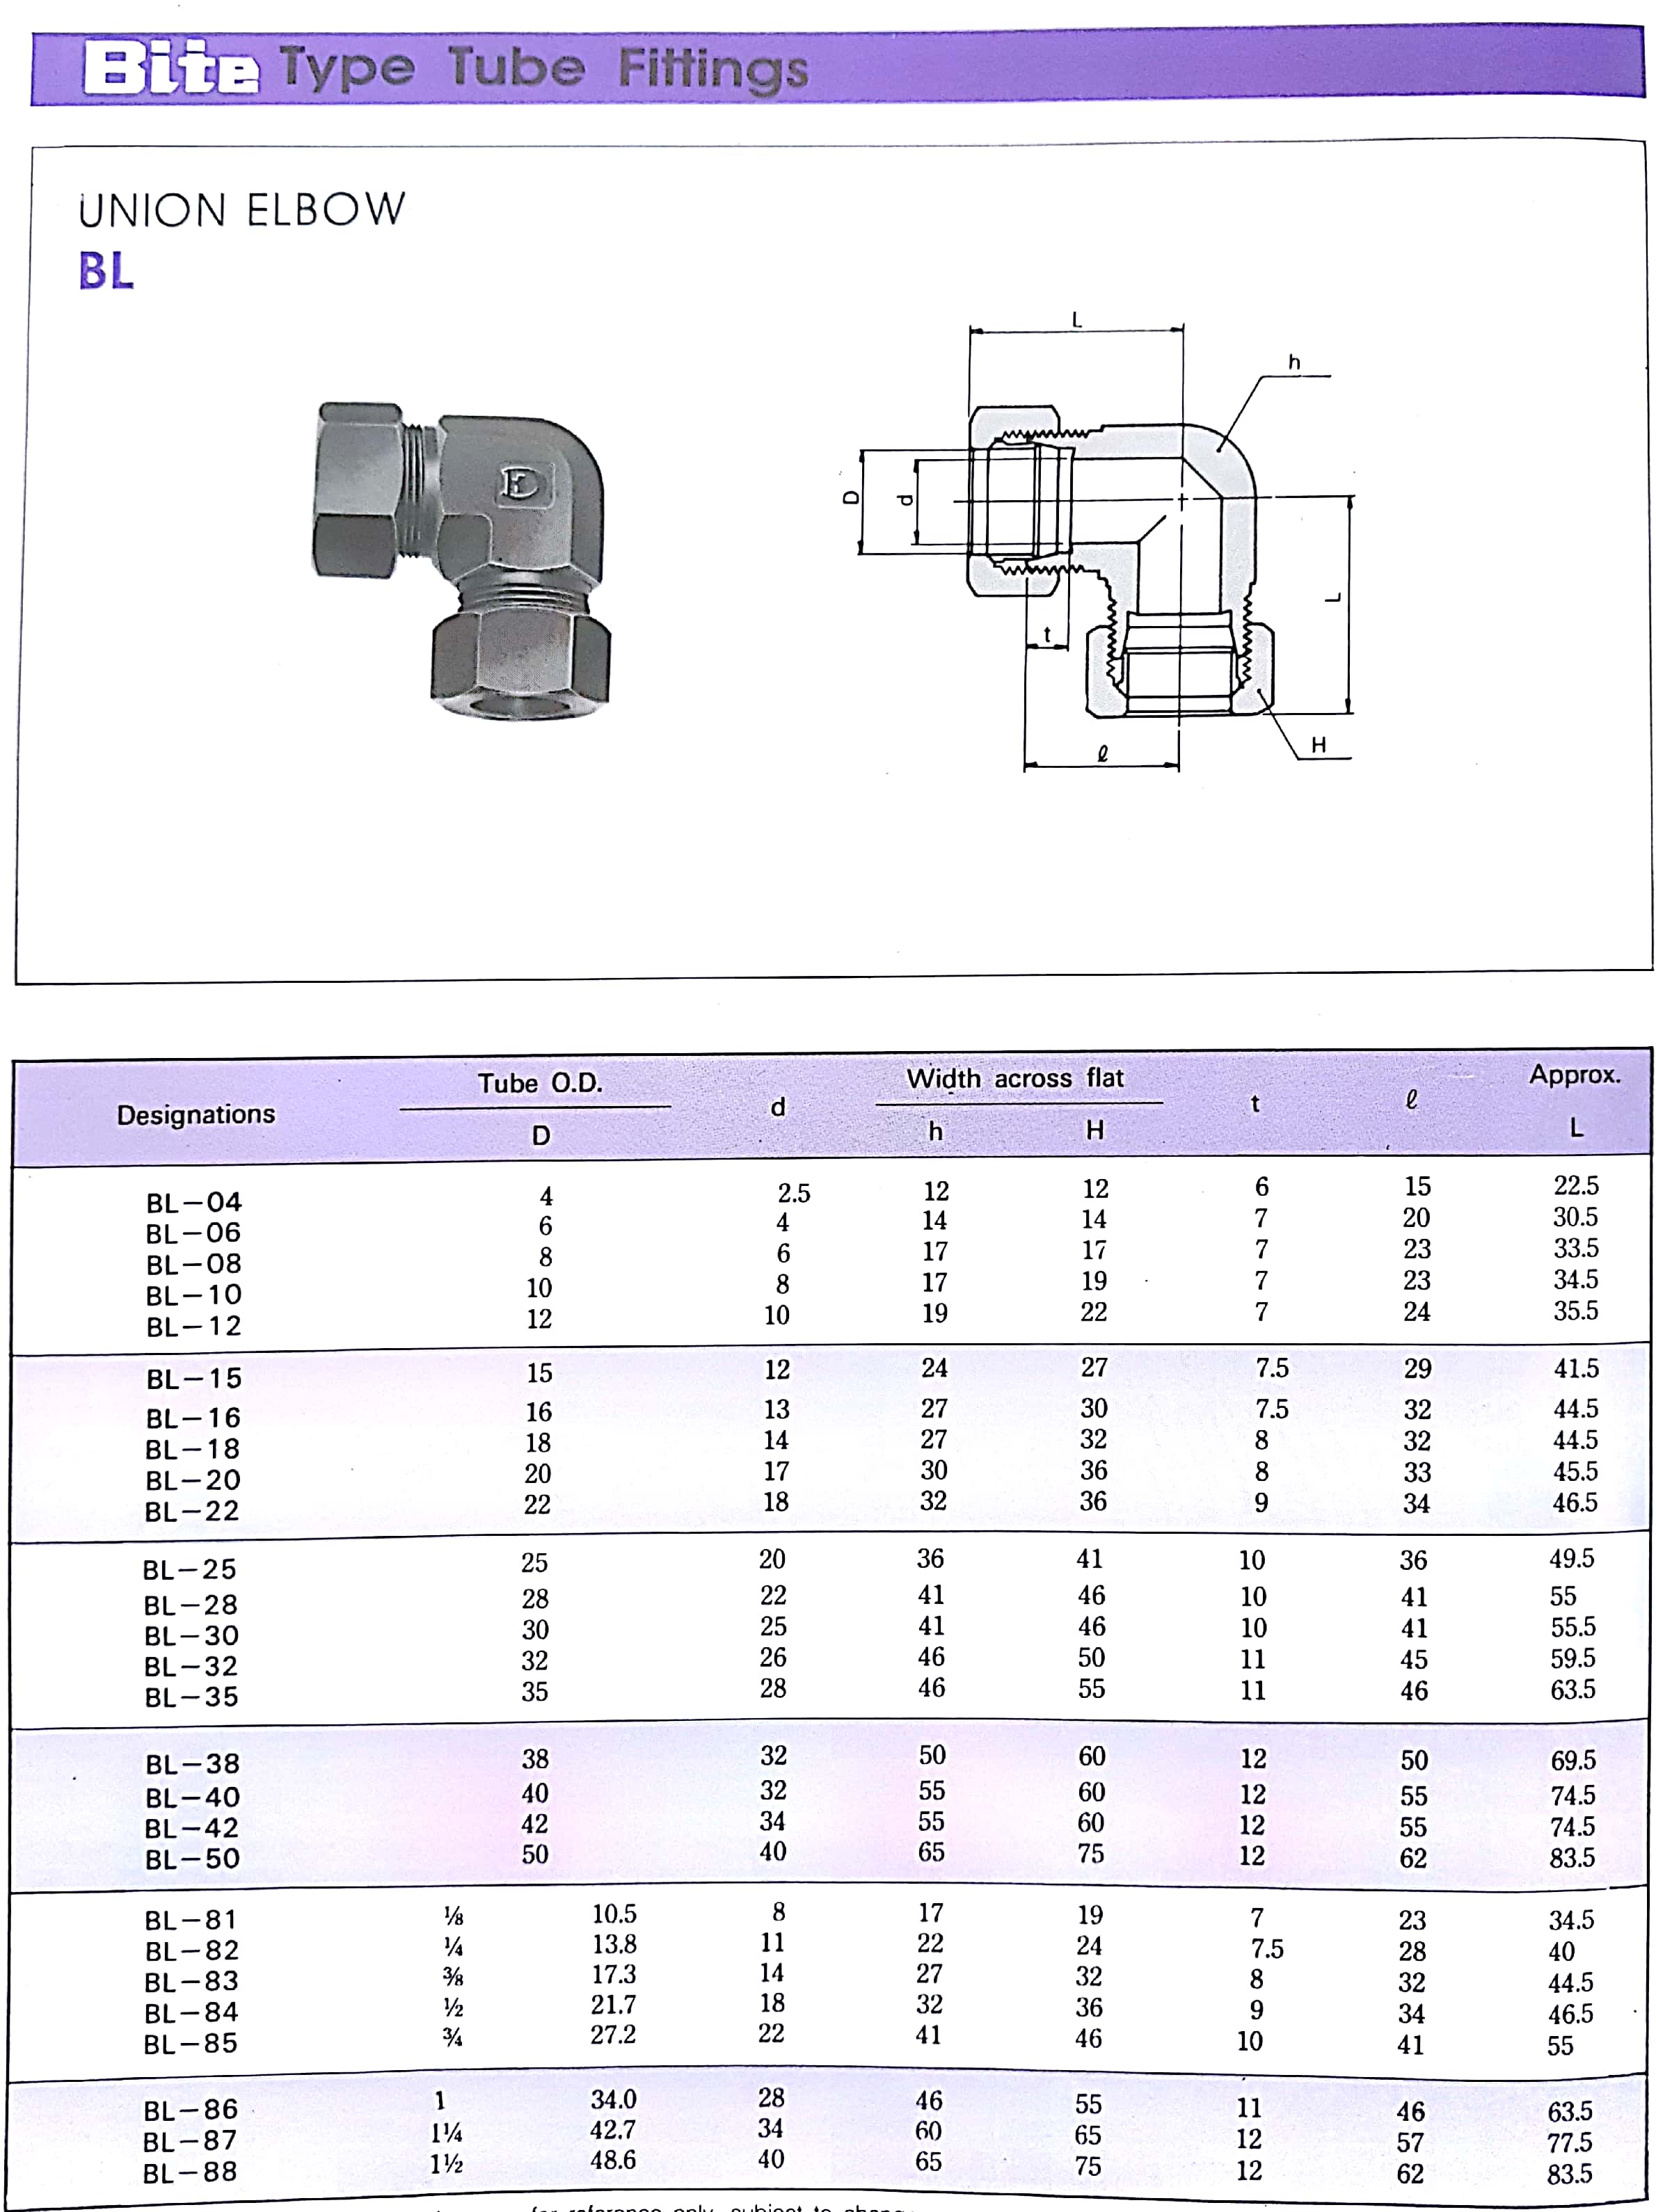 Bite Type Tube Fittings
UNION ELBOW
BL
L
h
D
d
L
t
H
ℓ
Designations Tube O.D. D d Width across flat h H t ℓ Approx. L
BL-04 4 2.5 12 12 6 15 22.5
BL-06 6 4 14 14 7 20 30.5
BL-08 8 6 17 17 7 23 33.5
BL-10 10 8 17 19 7 23 34.5
BL-12 12 10 19 22 7 24 35.5
BL-15 15 12 24 27 7.5 29 41.5
BL-16 16 13 27 30 7.5 32 44.5
BL-18 18 14 27 32 8 32 44.5
BL-20 20 17 30 36 8 33 45.5
BL-22 22 18 32 36 9 34 46.5
BL-25 25 20 36 41 10 36 49.5
BL-28 28 22 41 46 10 41 55
BL-30 30 25 41 46 10 41 55.5
BL-32 32 26 46 50 11 45 59.5
BL-35 35 28 46 55 11 46 63.5
BL-38 38 32 50 60 12 50 69.5
BL-40 40 32 55 60 12 55 74.5
BL-42 42 34 55 60 12 55 74.5
BL-50 50 40 65 75 12 62 83.5
BL-81 ⅛ 10.5 8 17 19 7 23 34.5
BL-82 ¼ 13.8 11 22 24 7.5 28 40
BL-83 ⅜ 17.3 14 27 32 8 32 44.5
BL-84 ½ 21.7 18 32 36 9 34 46.5
BL-85 ¾ 27.2 22 41 46 10 41 55
BL-86 1 34.0 28 46 55 11 46 63.5
BL-87 1¼ 42.7 34 60 65 12 57 77.5
BL-88 1½ 48.6 40 65 75 12 62 83.5
for reference only, subject to